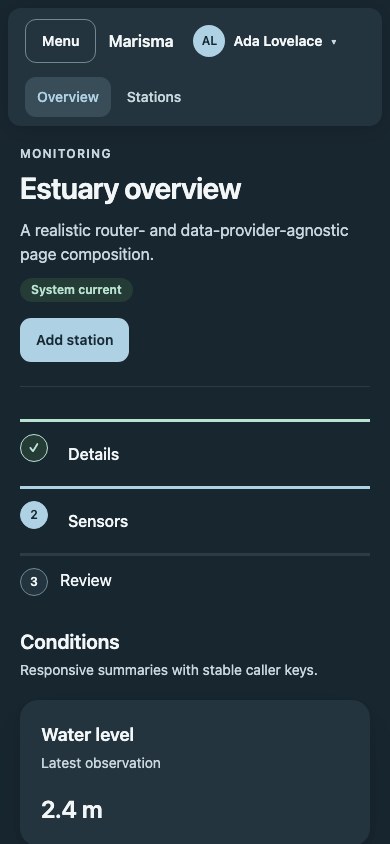 Menu
Marisma
AL
Ada Lovelace
Overview
Stations
MONITORING
Estuary overview
A realistic router- and data-provider-agnostic
page composition.
System current
Add station
Details
2
Sensors
3
Review
Conditions
Responsive summaries with stable caller keys.
Water level
Latest observation
2.4 m